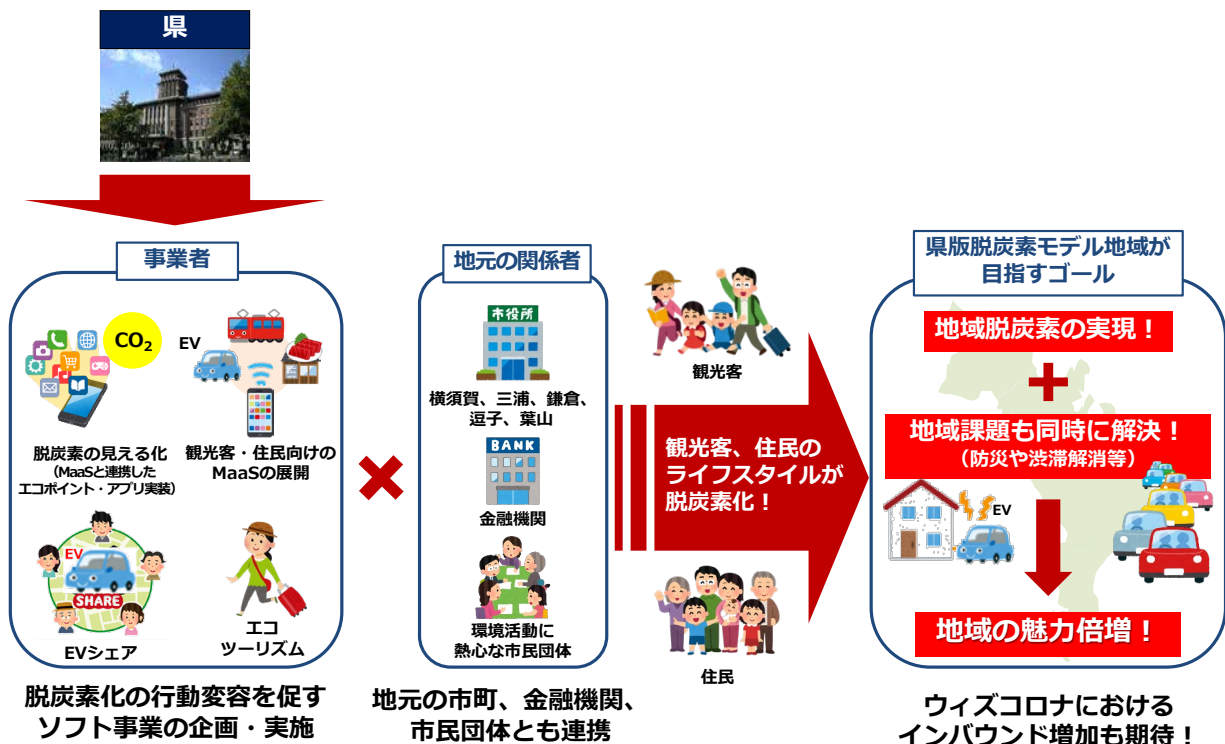 県
事業者
CO₂
EV
脱炭素の見える化
（MaaSと連携した
エコポイント・アプリ実装）
観光客・住民向けの
MaaSの展開
EV
SHARE
EVシェア
エコ
ツーリズム
脱炭素化の行動変容を促す
ソフト事業の企画・実施
地元の関係者
市役所
横須賀、三浦、鎌倉、
逗子、葉山
BANK
金融機関
環境活動に
熱心な市民団体
地元の市町、金融機関、
市民団体とも連携
観光客
観光客、住民の
ライフスタイルが
脱炭素化！
住民
県版脱炭素モデル地域が
目指すゴール
地域脱炭素の実現！
地域課題も同時に解決！
（防災や渋滞解消等）
EV
地域の魅力倍増！
ウィズコロナにおける
インバウンド増加も期待！